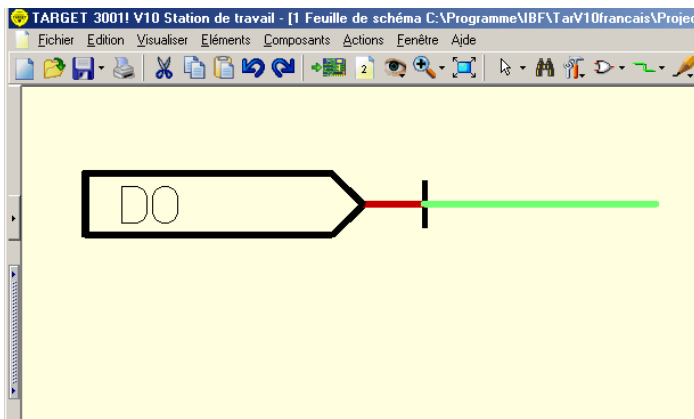 TARGET 3001! V10 Station de travail - [1 Feuille de schéma C:\Programme\IBF\TarV10francais\Projec
Fichier Edition Visualiser Eléments Composants Actions Fenêtre Aide
2
DO